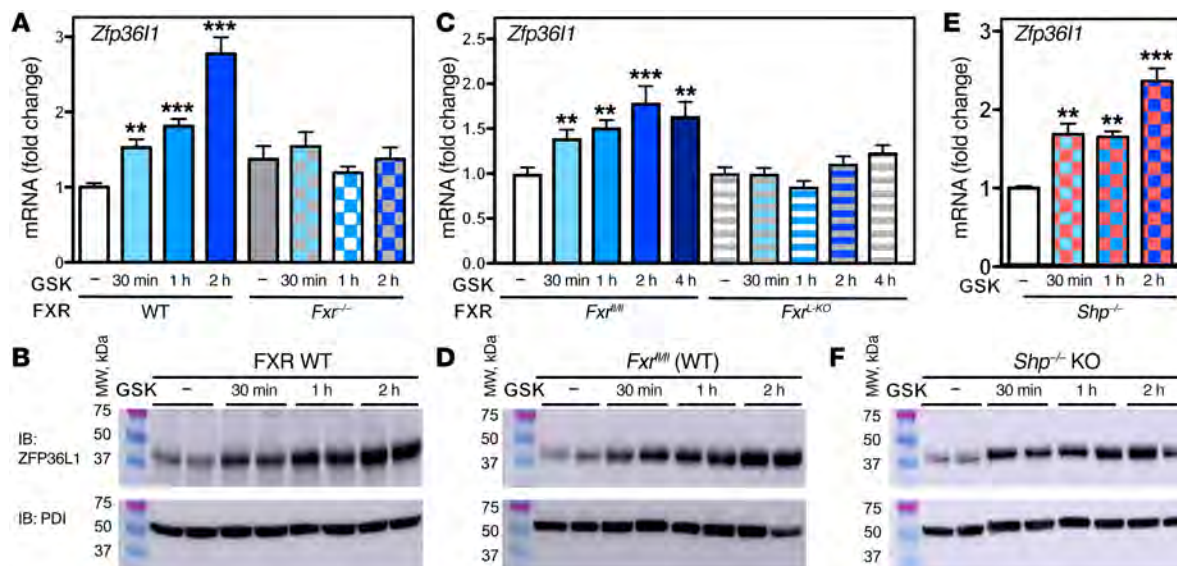 A
Zfp36l1
mRNA (fold change)
3
2
1
0
** *** ***
GSK – 30 min 1 h 2 h – 30 min 1 h 2 h
FXR WT Fxr–/–
C
Zfp36l1
mRNA (fold change)
2.5
2.0
1.5
1.0
0.5
0.0
** ** *** **
GSK – 30 min 1 h 2 h 4 h – 30 min 1 h 2 h 4 h
FXR Fxrfl/fl FxrL-KO
E
Zfp36l1
mRNA (fold change)
3
2
1
0
** ** ***
GSK – 30 min 1 h 2 h
Shp–/–
B
MW, kDa
FXR WT
GSK – 30 min 1 h 2 h
75
50
37
IB:
ZFP36L1
75
50
37
IB: PDI
D
MW, kDa
Fxrfl/fl (WT)
GSK – 30 min 1 h 2 h
75
50
37
75
50
37
F
MW, kDa
Shp–/– KO
GSK – 30 min 1 h 2 h
75
50
37
75
50
37